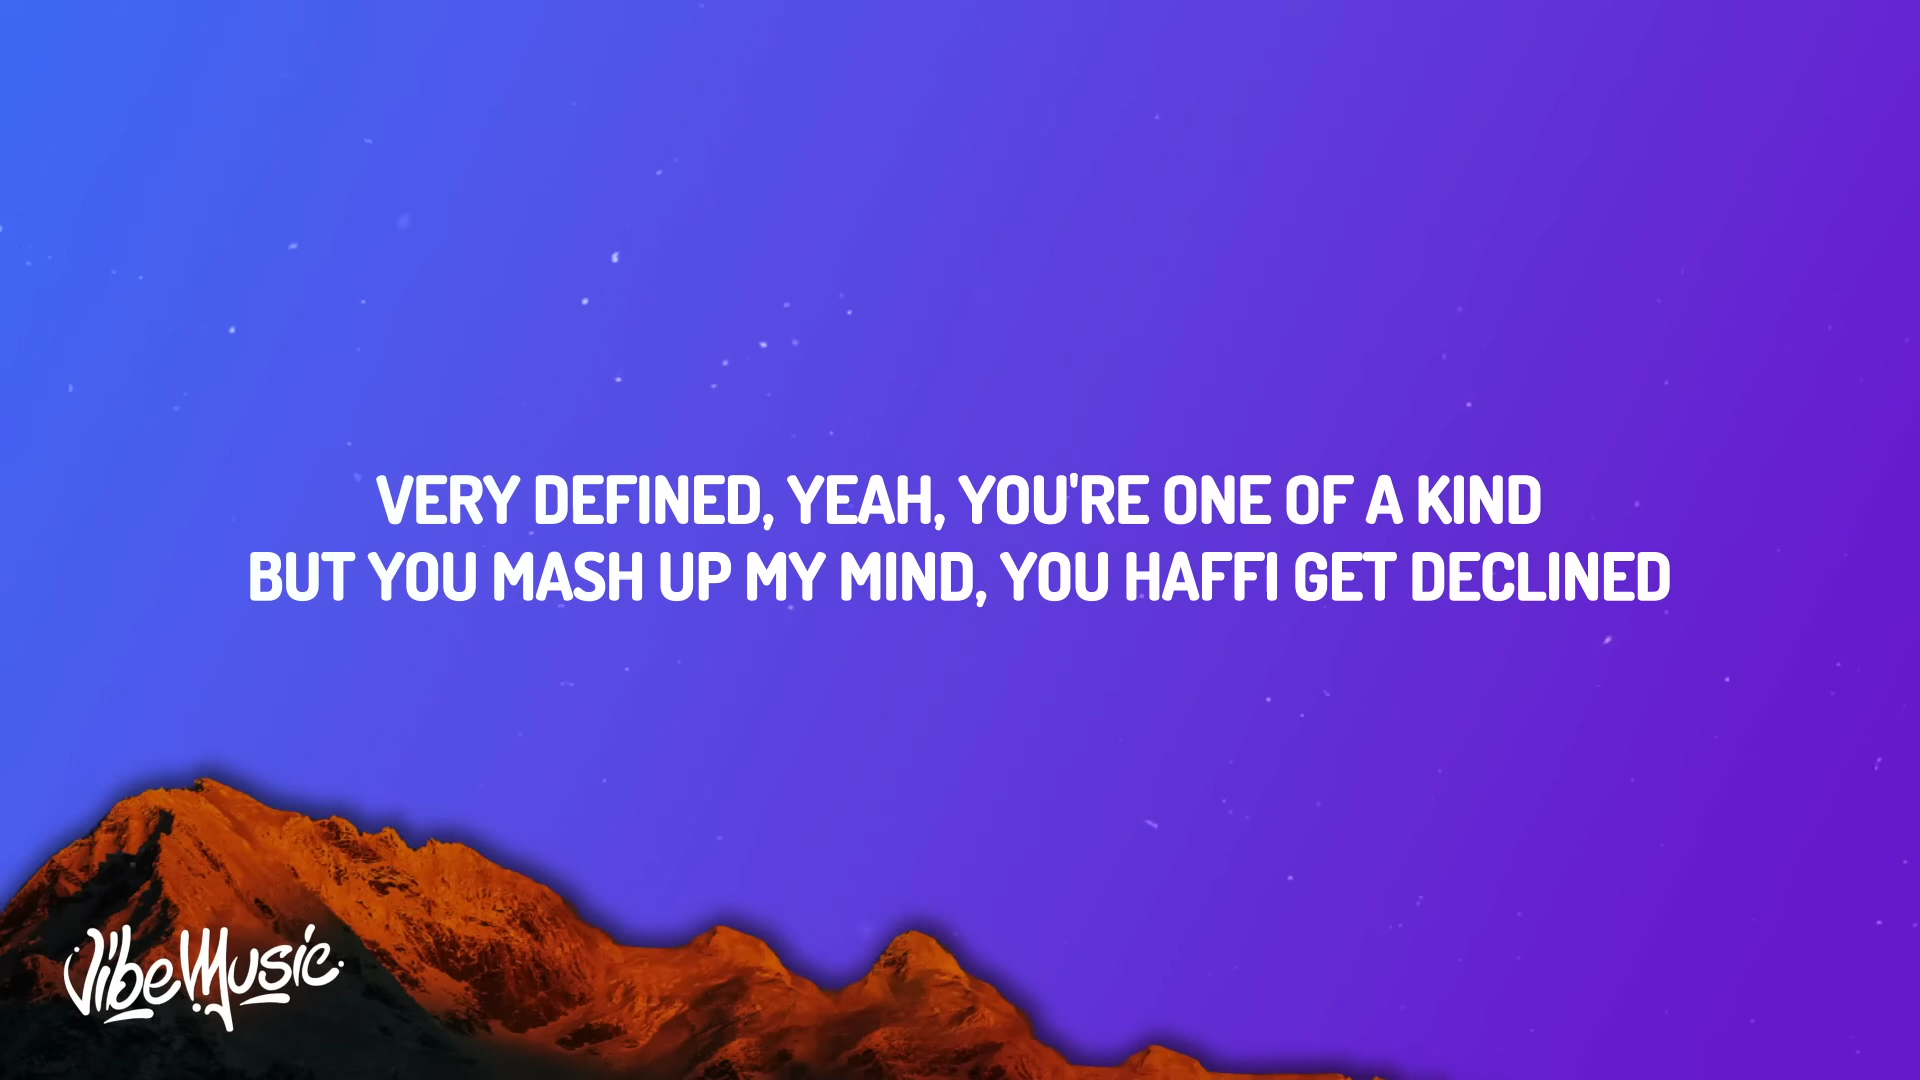 VERY DEFINED, YEAH, YOU'RE ONE OF A KIND
BUT YOU MASH UP MY MIND, YOU HAFFI GET DECLINED
VibeMusic